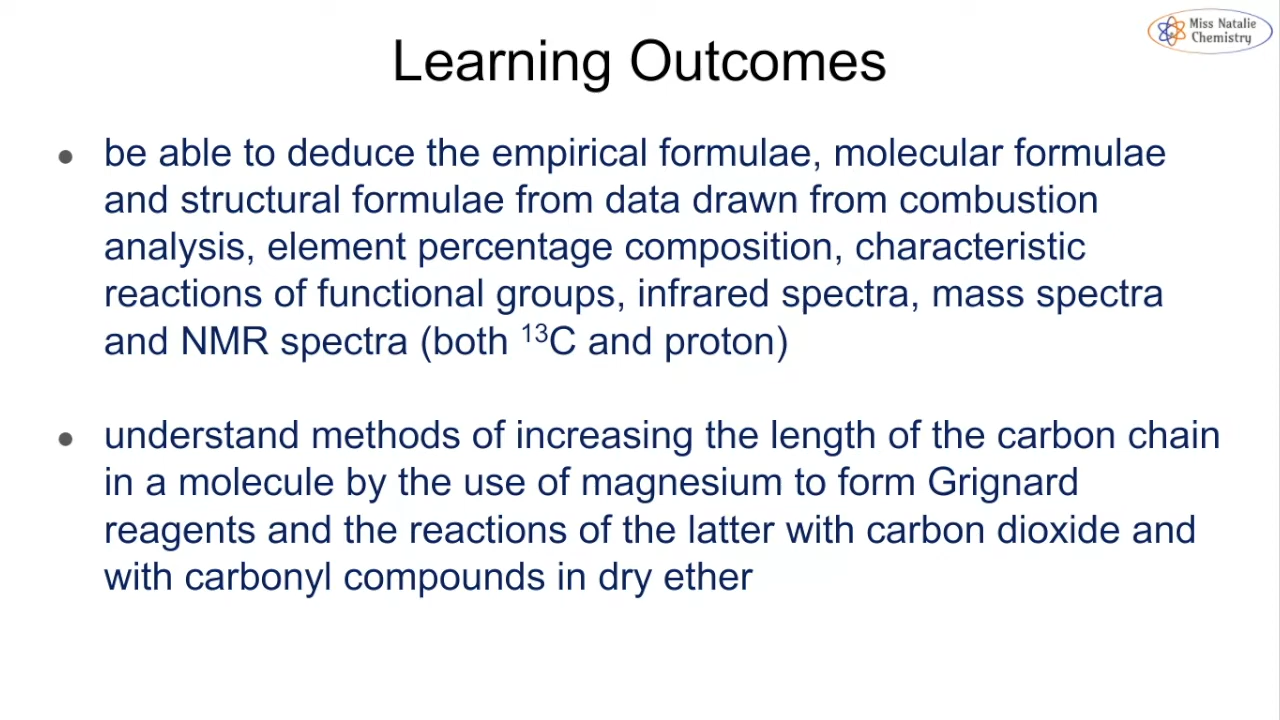 Miss Natalie
Chemistry
Learning Outcomes
● be able to deduce the empirical formulae, molecular formulae
and structural formulae from data drawn from combustion
analysis, element percentage composition, characteristic
reactions of functional groups, infrared spectra, mass spectra
and NMR spectra (both ¹³C and proton)
● understand methods of increasing the length of the carbon chain
in a molecule by the use of magnesium to form Grignard
reagents and the reactions of the latter with carbon dioxide and
with carbonyl compounds in dry ether